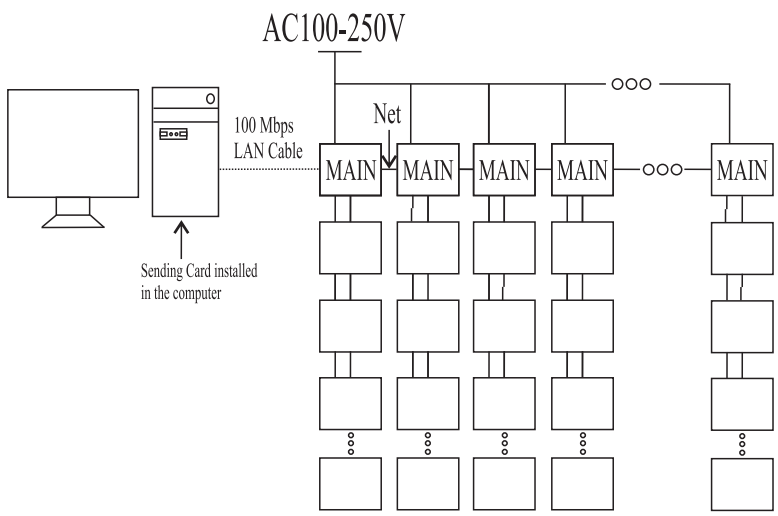 AC100-250V
Net
100 Mbps
LAN Cable
MAIN
MAIN
MAIN
MAIN
MAIN
Sending Card installed
in the computer